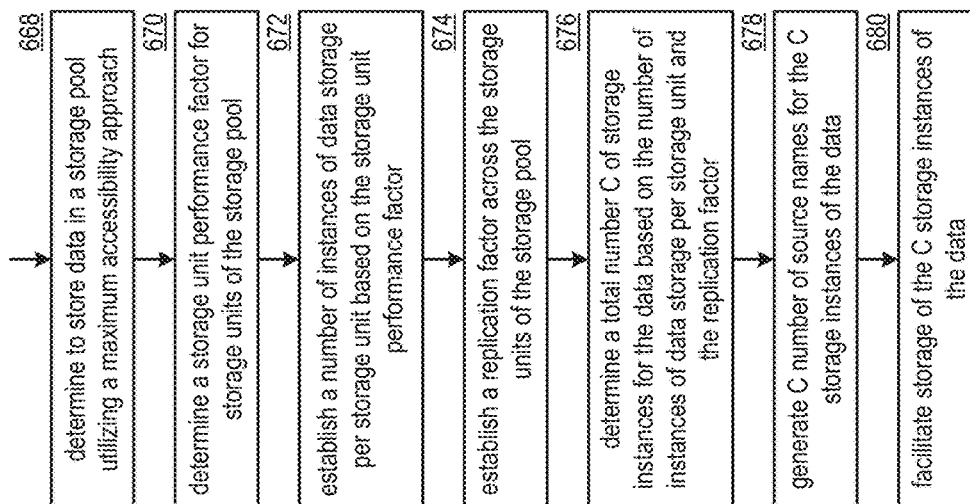 668
determine to store data in a storage pool
utilizing a maximum accessibility approach
670
determine a storage unit performance factor for
storage units of the storage pool
672
establish a number of instances of data storage
per storage unit based on the storage unit
performance factor
674
establish a replication factor across the storage
units of the storage pool
676
determine a total number C of storage
instances for the data based on the number of
instances of data storage per storage unit and
the replication factor
678
generate C number of source names for the C
storage instances of the data
680
facilitate storage of the C storage instances of
the data